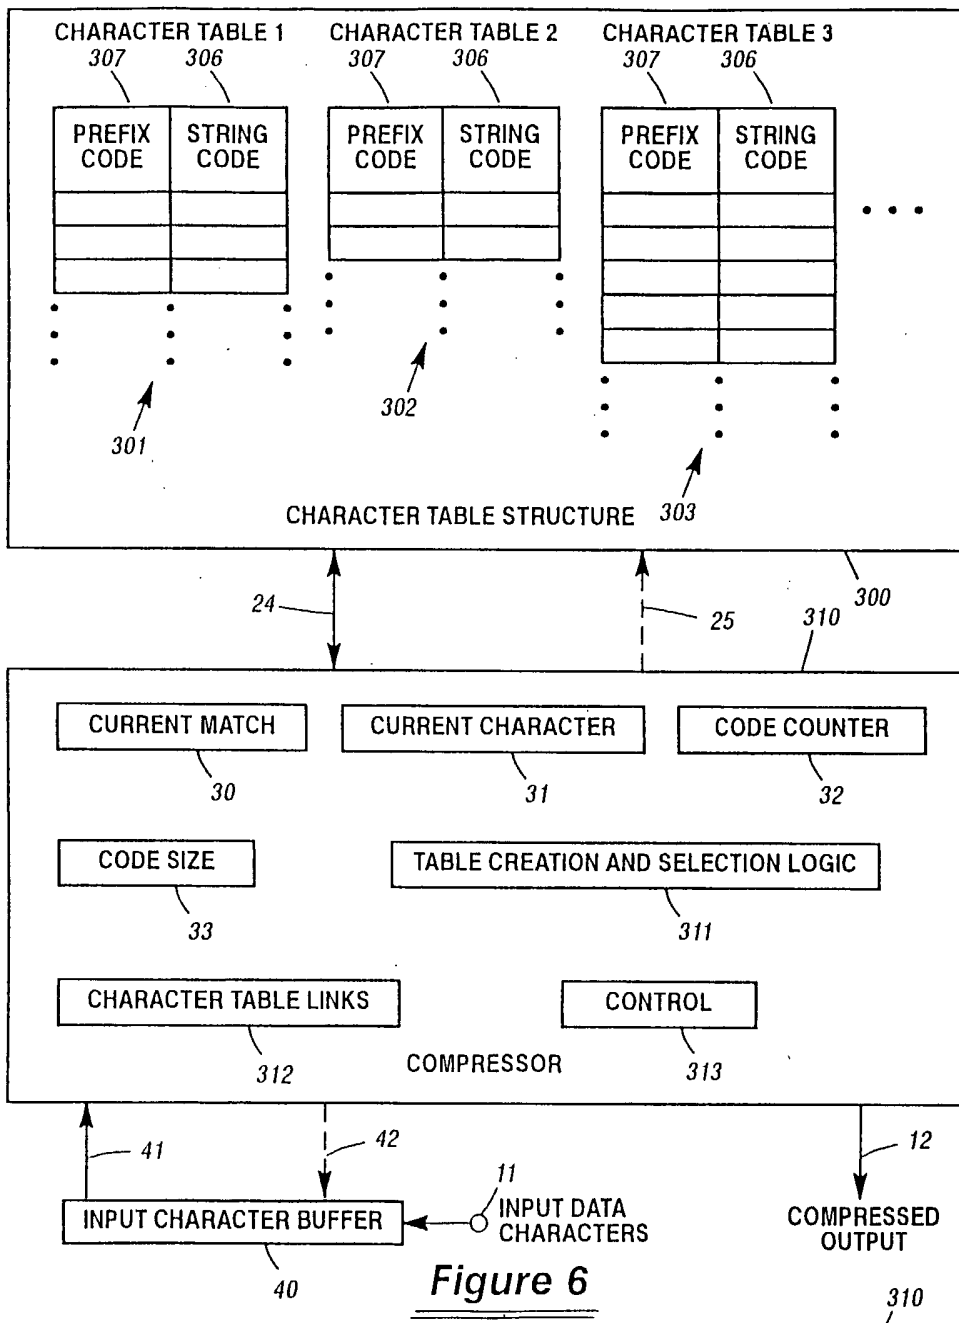 CHARACTER TABLE 1 CHARACTER TABLE 2 CHARACTER TABLE 3
307 306 307 306 307 306
PREFIX CODE STRING CODE PREFIX CODE STRING CODE PREFIX CODE STRING CODE
301 302 303
CHARACTER TABLE STRUCTURE
300
24 25 310
CURRENT MATCH CURRENT CHARACTER CODE COUNTER
30 31 32
CODE SIZE TABLE CREATION AND SELECTION LOGIC
33 311
CHARACTER TABLE LINKS CONTROL
312 COMPRESSOR 313
41 42 12
11
INPUT CHARACTER BUFFER INPUT DATA CHARACTERS COMPRESSED OUTPUT
40
Figure 6
310